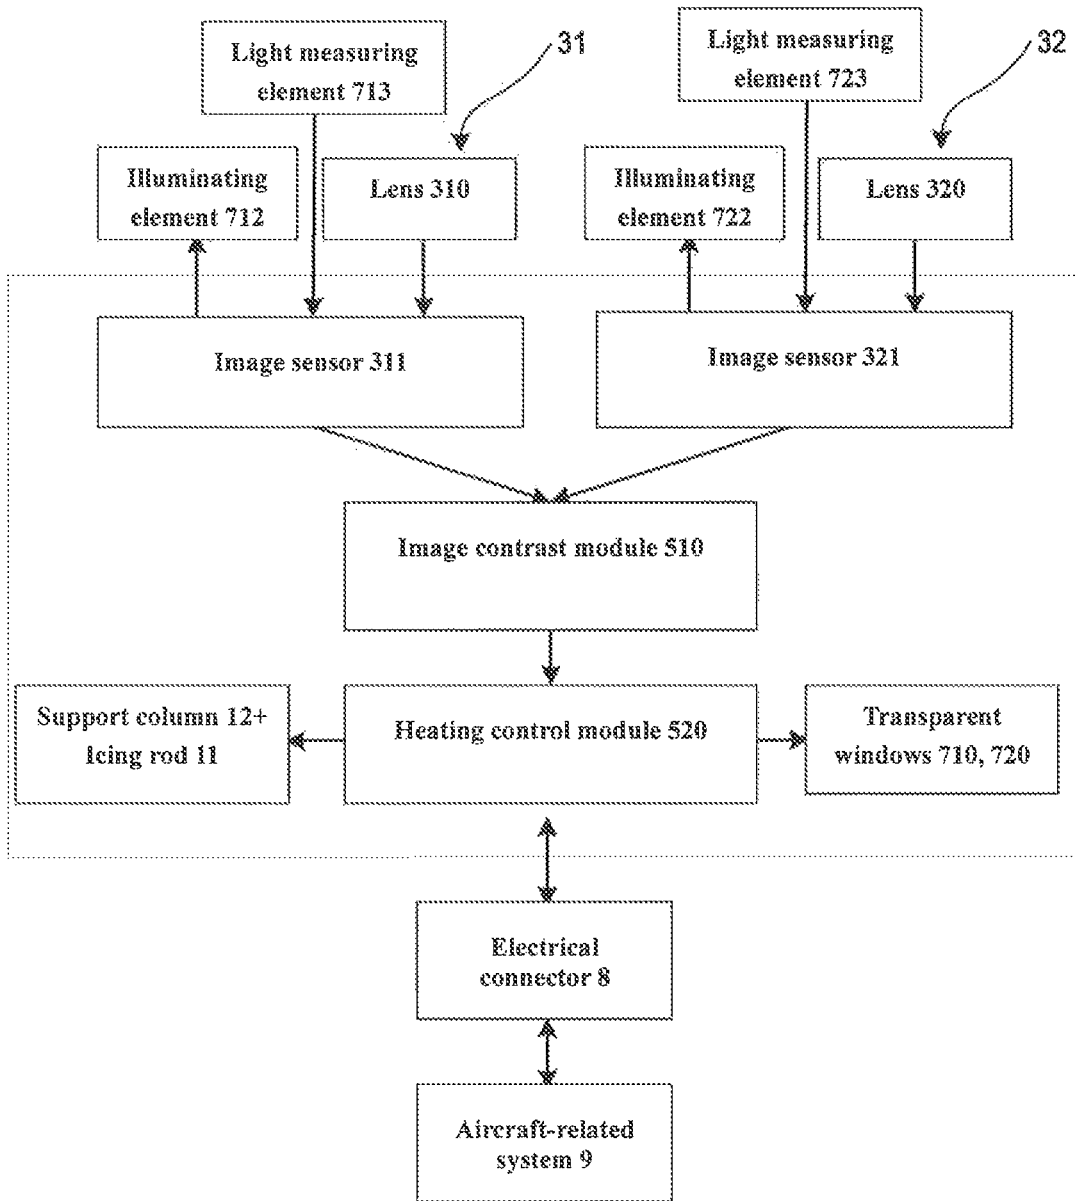 Light measuring
element 713
31
Light measuring
element 723
32
Illuminating
element 712
Lens 310
Illuminating
element 722
Lens 320
Image sensor 311
Image sensor 321
Image contrast module 510
Support column 12+
Icing rod 11
Heating control module 520
Transparent
windows 710, 720
Electrical
connector 8
Aircraft-related
system 9